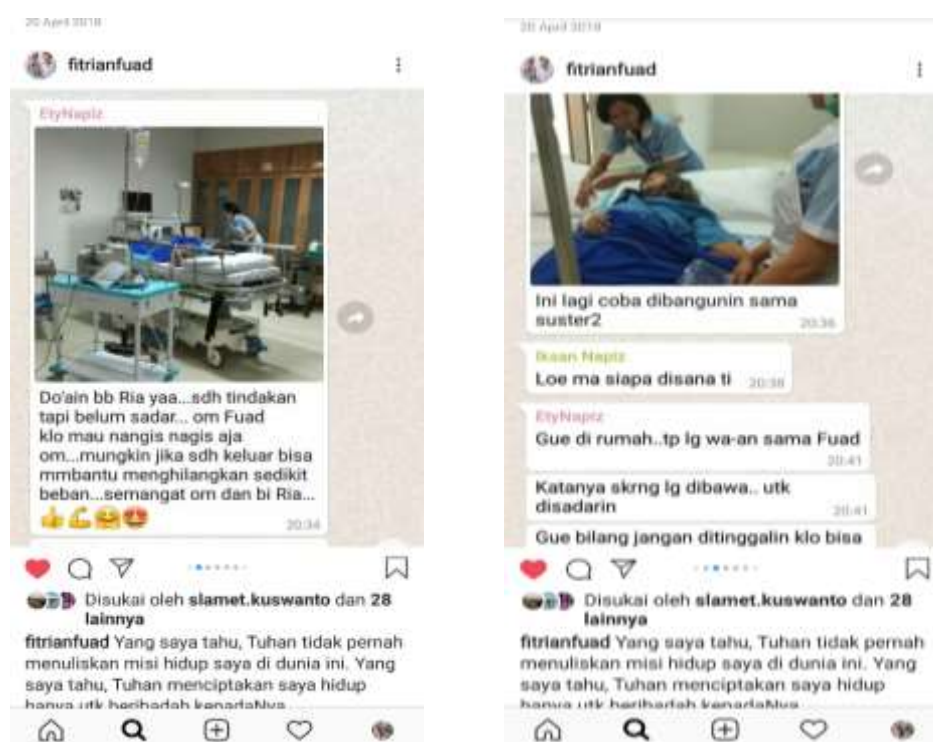 20 April 2018
fitrianfuad
EtyNapiz
Do'ain bb Ria yaa...sdh tindakan
tapi belum sadar... om Fuad
klo mau nangis nagis aja
om...mungkin jika sdh keluar bisa
mmbantu menghilangkan sedikit
beban...semangat om dan bi Ria...
20:34
Disukai oleh slamet.kuswanto dan 28
lainnya
fitrianfuad Yang saya tahu, Tuhan tidak pernah
menuliskan misi hidup saya di dunia ini. Yang
saya tahu, Tuhan menciptakan saya hidup
hanya utk beribadah kepadaNya
20 April 2018
fitrianfuad
Ini lagi coba dibangunin sama
suster2
20:36
Napiz
Loe ma siapa disana ti 20:38
EtyNapiz
Gue di rumah..tp lg wa-an sama Fuad
20:41
Katanya skrng lg dibawa.. utk
disadarin 20:41
Gue bilang jangan ditinggalin klo bisa
Disukai oleh slamet.kuswanto dan 28
lainnya
fitrianfuad Yang saya tahu, Tuhan tidak pernah
menuliskan misi hidup saya di dunia ini. Yang
saya tahu, Tuhan menciptakan saya hidup
hanya utk beribadah kepadaNya